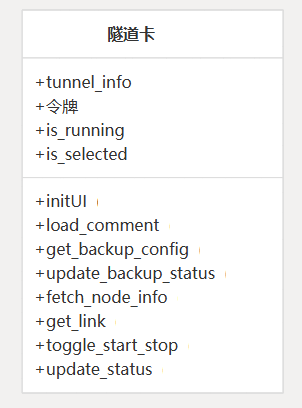 隧道卡
+tunnel_info
+令牌
+is_running
+is_selected
+initUI
+load_comment
+get_backup_config
+update_backup_status
+fetch_node_info
+get_link
+toggle_start_stop
+update_status